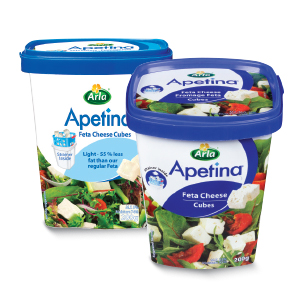 Arla
Apetina
Feta Cheese Cubes
Light - 55 % less
fat than our
regular Feta
Arla
Feta Cheese
Fromage Feta
Cubes
Arla
Apetina
Feta Cheese
Cubes
200g